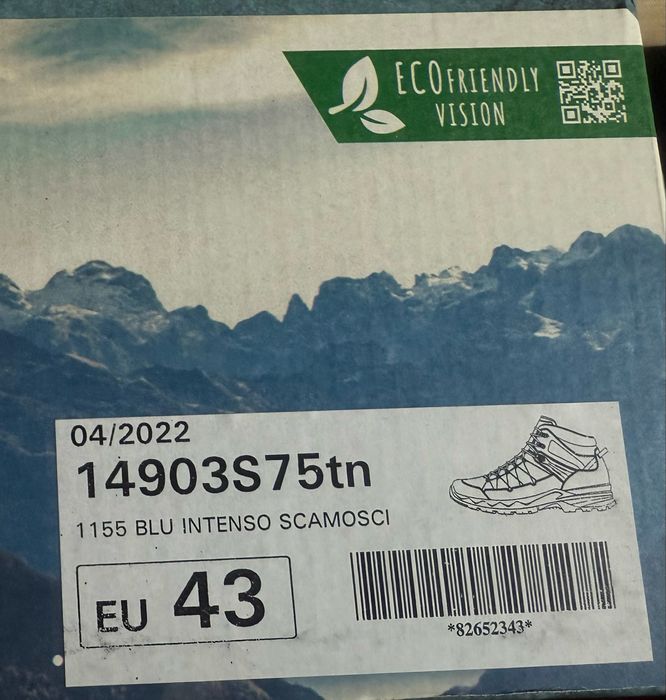 ECOFRIENDLY
VISION
04/2022
14903S75tn
1155 BLU INTENSO SCAMOSCI
EU 43
*82652343*